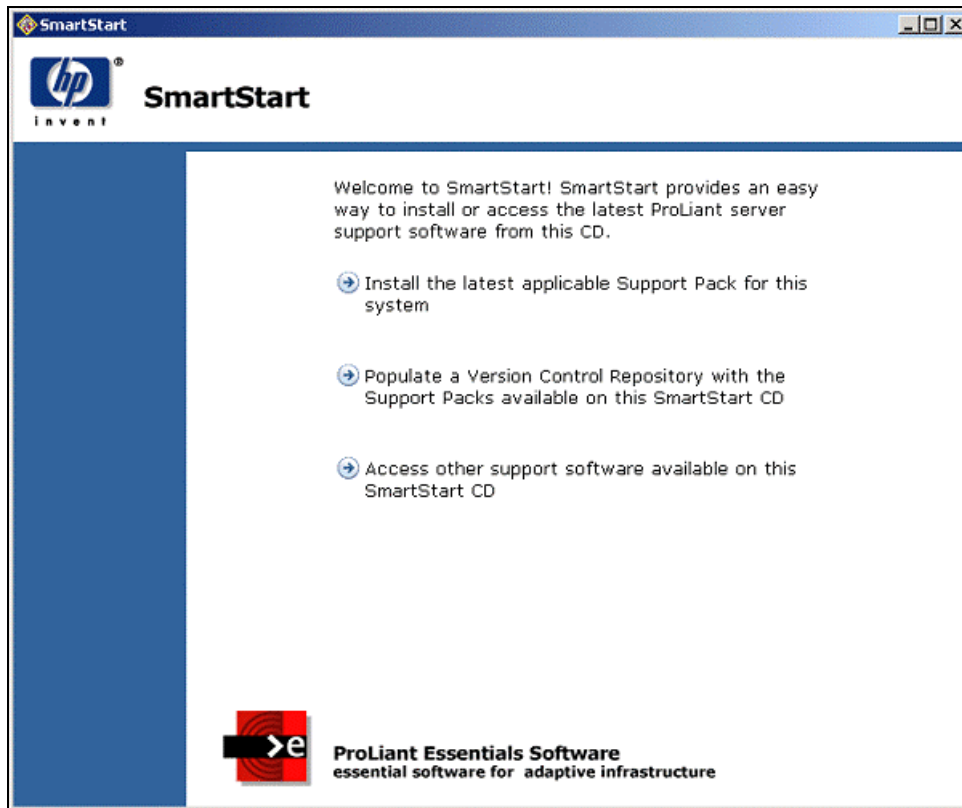 SmartStart
hp
®
invent
SmartStart
Welcome to SmartStart! SmartStart provides an easy
way to install or access the latest ProLiant server
support software from this CD.
Install the latest applicable Support Pack for this
system
Populate a Version Control Repository with the
Support Packs available on this SmartStart CD
Access other support software available on this
SmartStart CD
>e
ProLiant Essentials Software
essential software for adaptive infrastructure